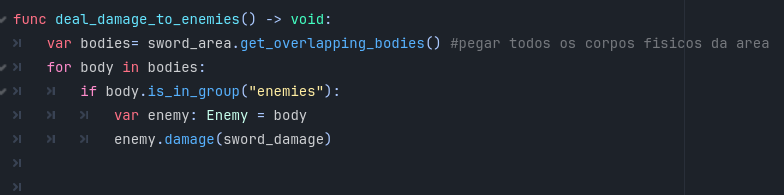 func deal_damage_to_enemies() -> void:
var bodies= sword_area.get_overlapping_bodies() #pegar todos os corpos fisicos da area
for body in bodies:
if body.is_in_group("enemies"):
var enemy: Enemy = body
enemy.damage(sword_damage)